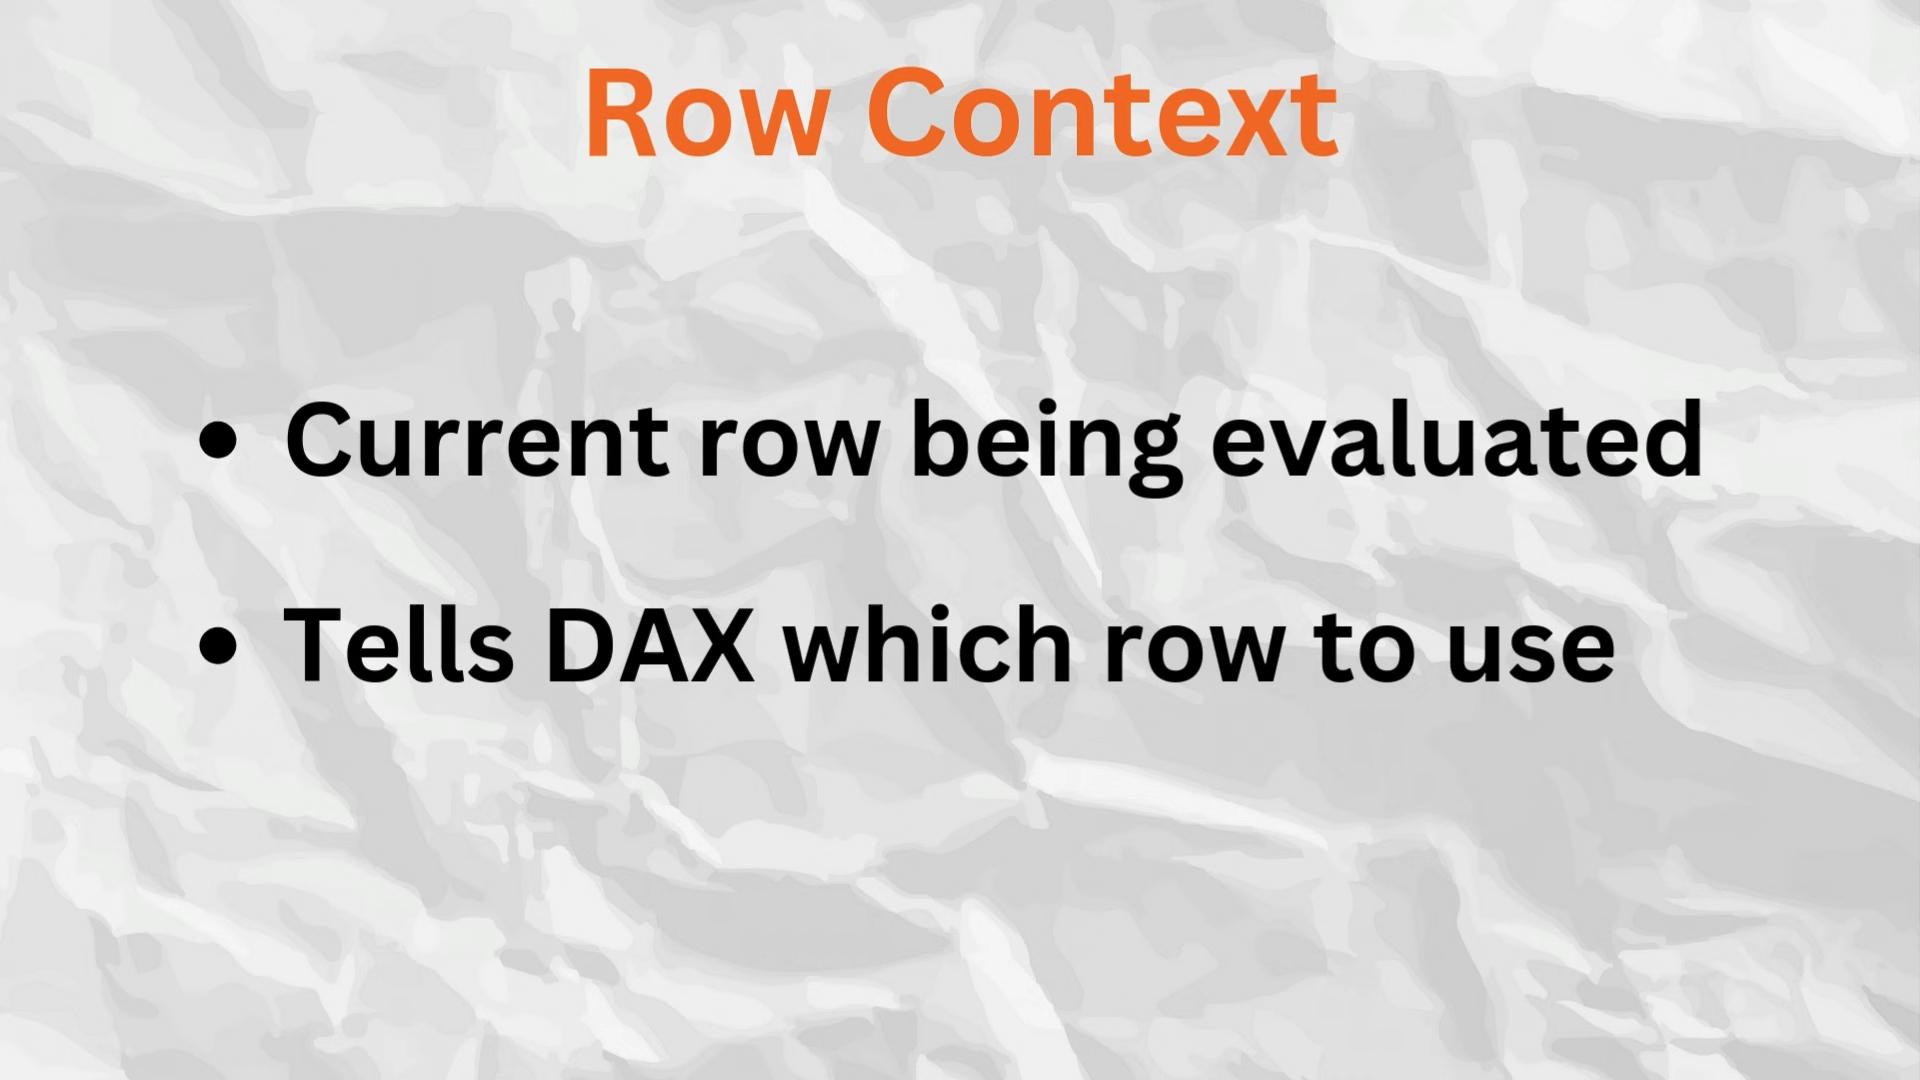 Row Context
• Current row being evaluated
• Tells DAX which row to use